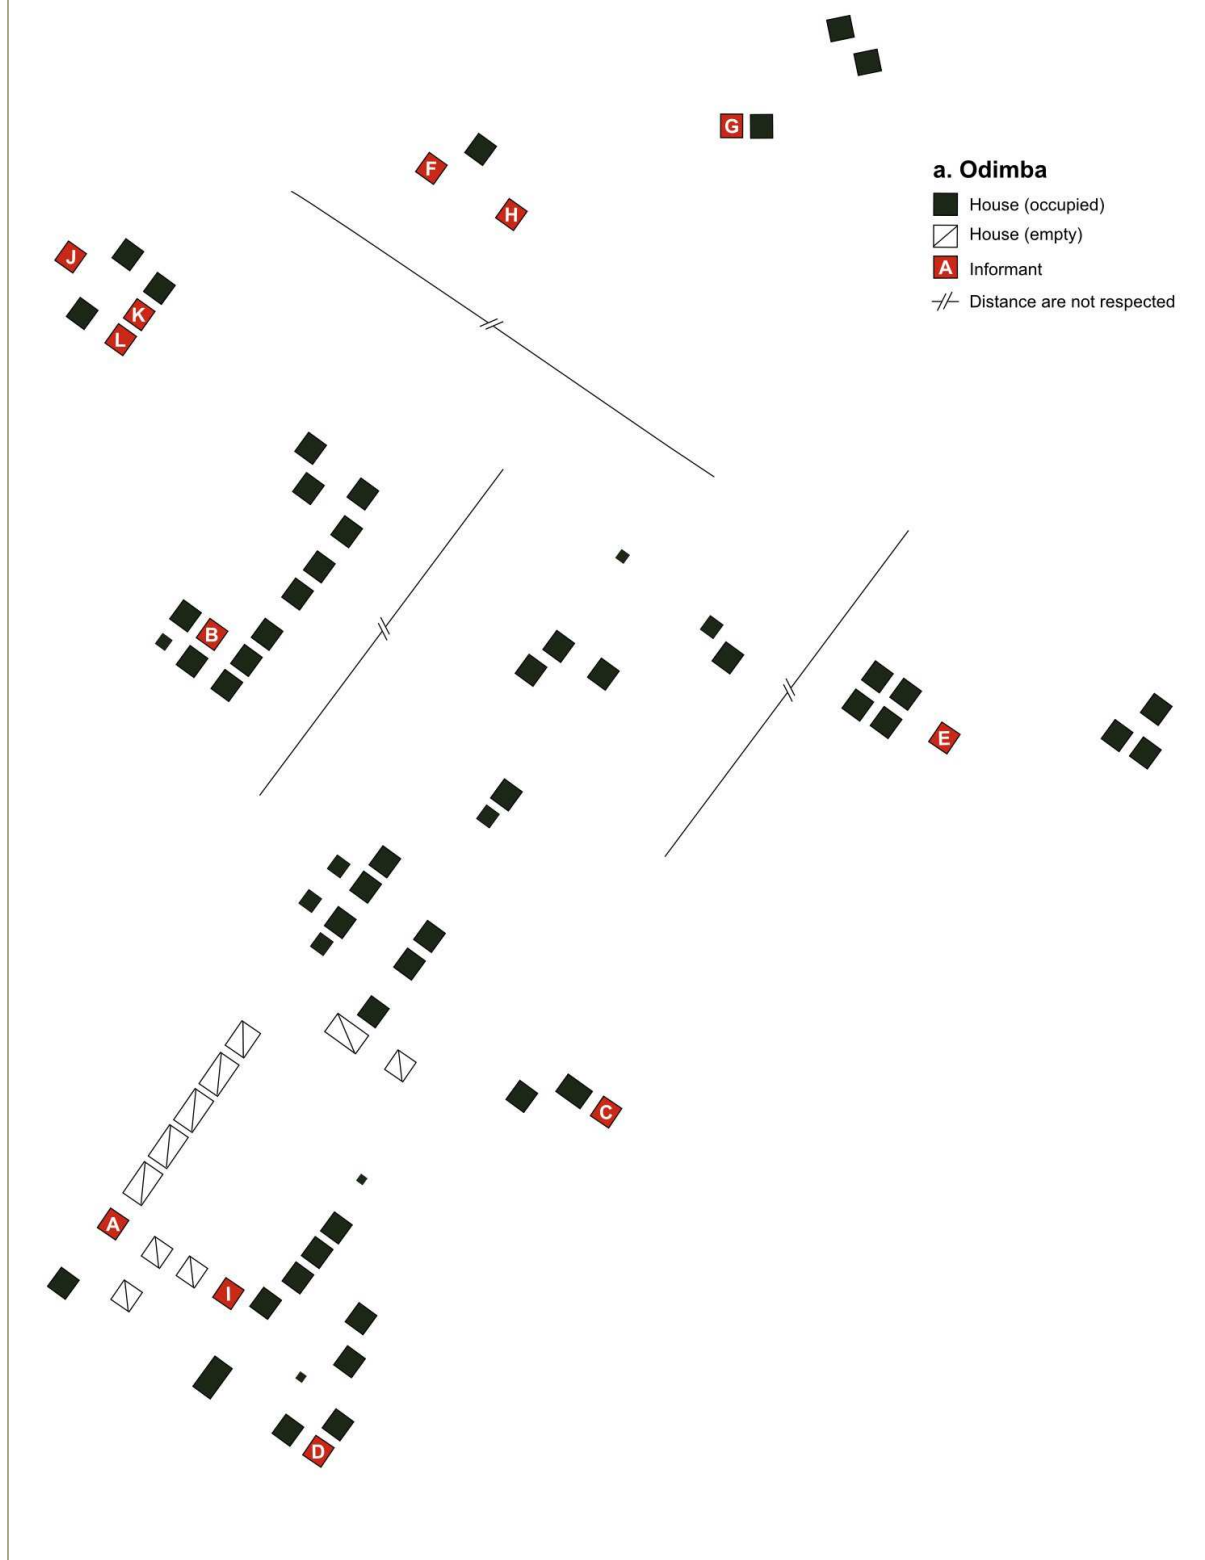 G
F
H
a. Odimba
House (occupied)
House (empty)
A Informant
Distance are not respected
J
K
L
B
E
C
A
I
D